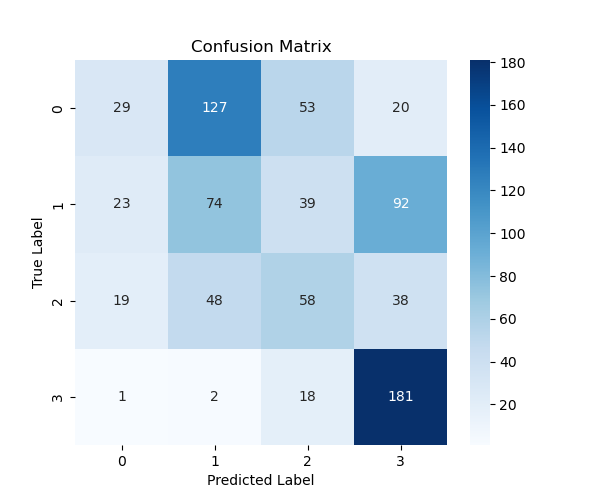 Confusion Matrix
True Label
0 29 127 53 20
1 23 74 39 92
2 19 48 58 38
3 1 2 18 181
0 1 2 3
Predicted Label
180
160
140
120
100
80
60
40
20